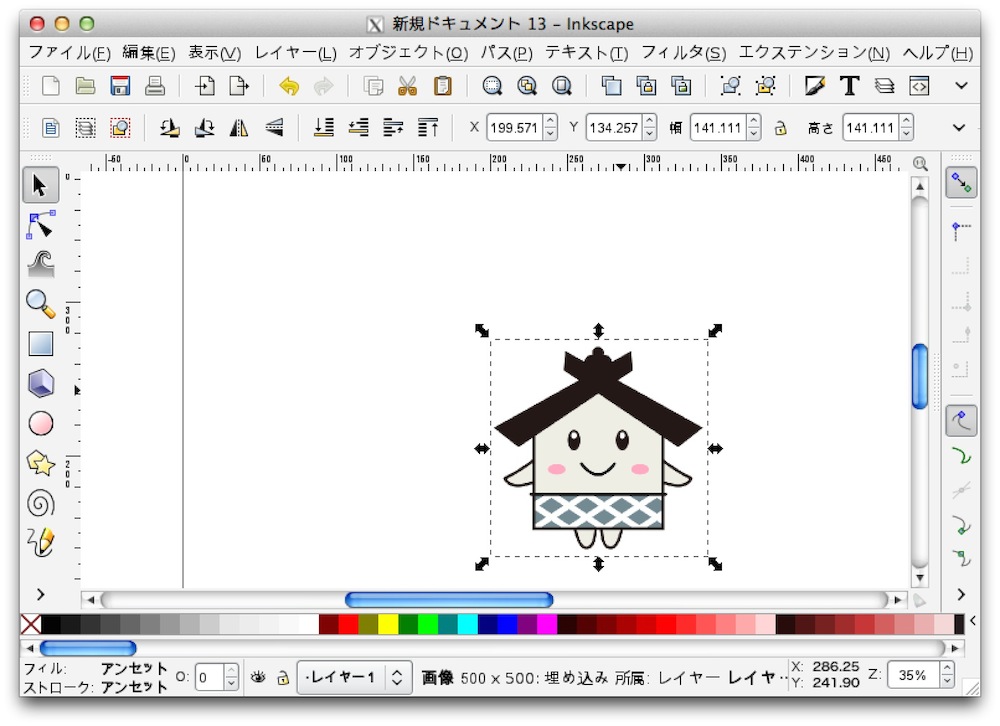 新規ドキュメント 13 - Inkscape
ファイル(F) 編集(E) 表示(V) レイヤー(L) オブジェクト(O) パス(P) テキスト(T) フィルタ(S) エクステンション(N) ヘルプ(H)
X 199.571 Y 134.257 幅 141.111 高さ 141.111
-50 0 50 100 150 200 250 300 350 400 450
0
300
200
フィル: アンセット O: 0 ·レイヤー1 画像 500 x 500: 埋め込み 所属: レイヤー レイヤ·· X: 286.25 Z: 35%
ストローク: アンセット Y: 241.90